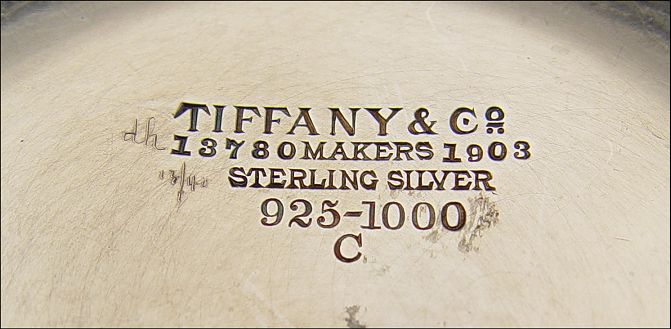 TIFFANY & Co
13780 MAKERS 1903
STERLING SILVER
925-1000
C